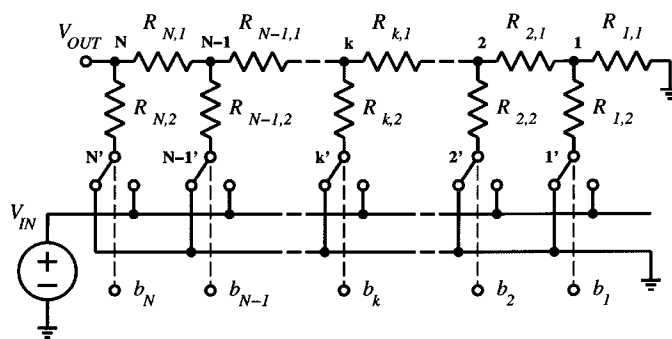 V_OUT N R_N,1 N-1 R_N-1,1 k R_k,1 2 R_2,1 1 R_1,1
R_N,2 R_N-1,2 R_k,2 R_2,2 R_1,2
N' N-1' k' 2' 1'
V_IN
+
−
b_N b_N-1 b_k b_2 b_1